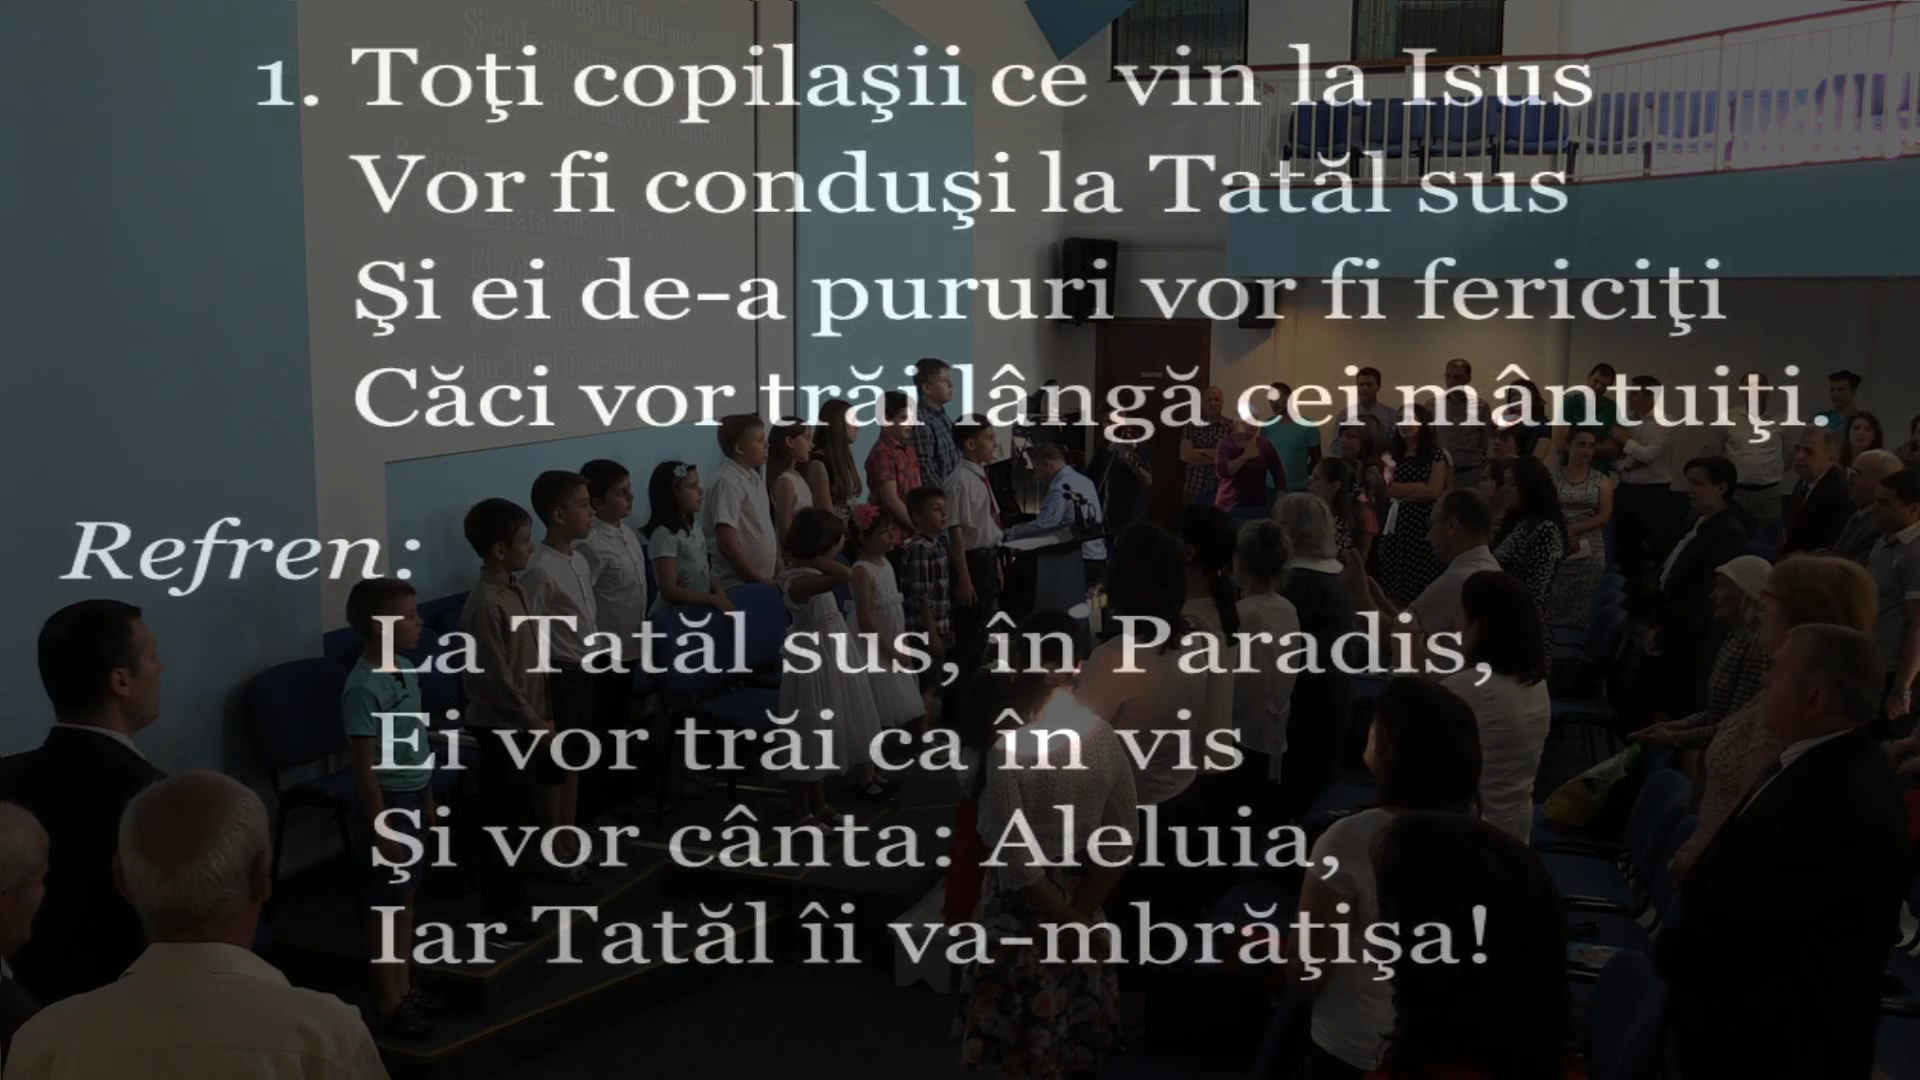 1. Toţi copilaşii ce vin la Isus
Vor fi conduşi la Tatăl sus
Şi ei de-a pururi vor fi fericiţi
Căci vor trăi lângă cei mântuiţi.
Refren:
La Tatăl sus, în Paradis,
Ei vor trăi ca în vis
Şi vor cânta: Aleluia,
Iar Tatăl îi va-mbrăţişa!